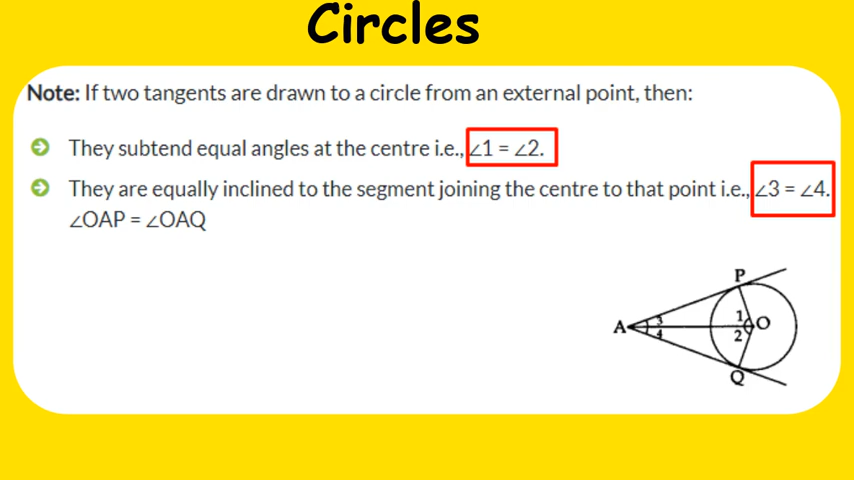 Circles
Note: If two tangents are drawn to a circle from an external point, then:
They subtend equal angles at the centre i.e., ∠1 = ∠2.
They are equally inclined to the segment joining the centre to that point i.e., ∠3 = ∠4.
∠OAP = ∠OAQ
P
A 3 1 O
4 2
Q